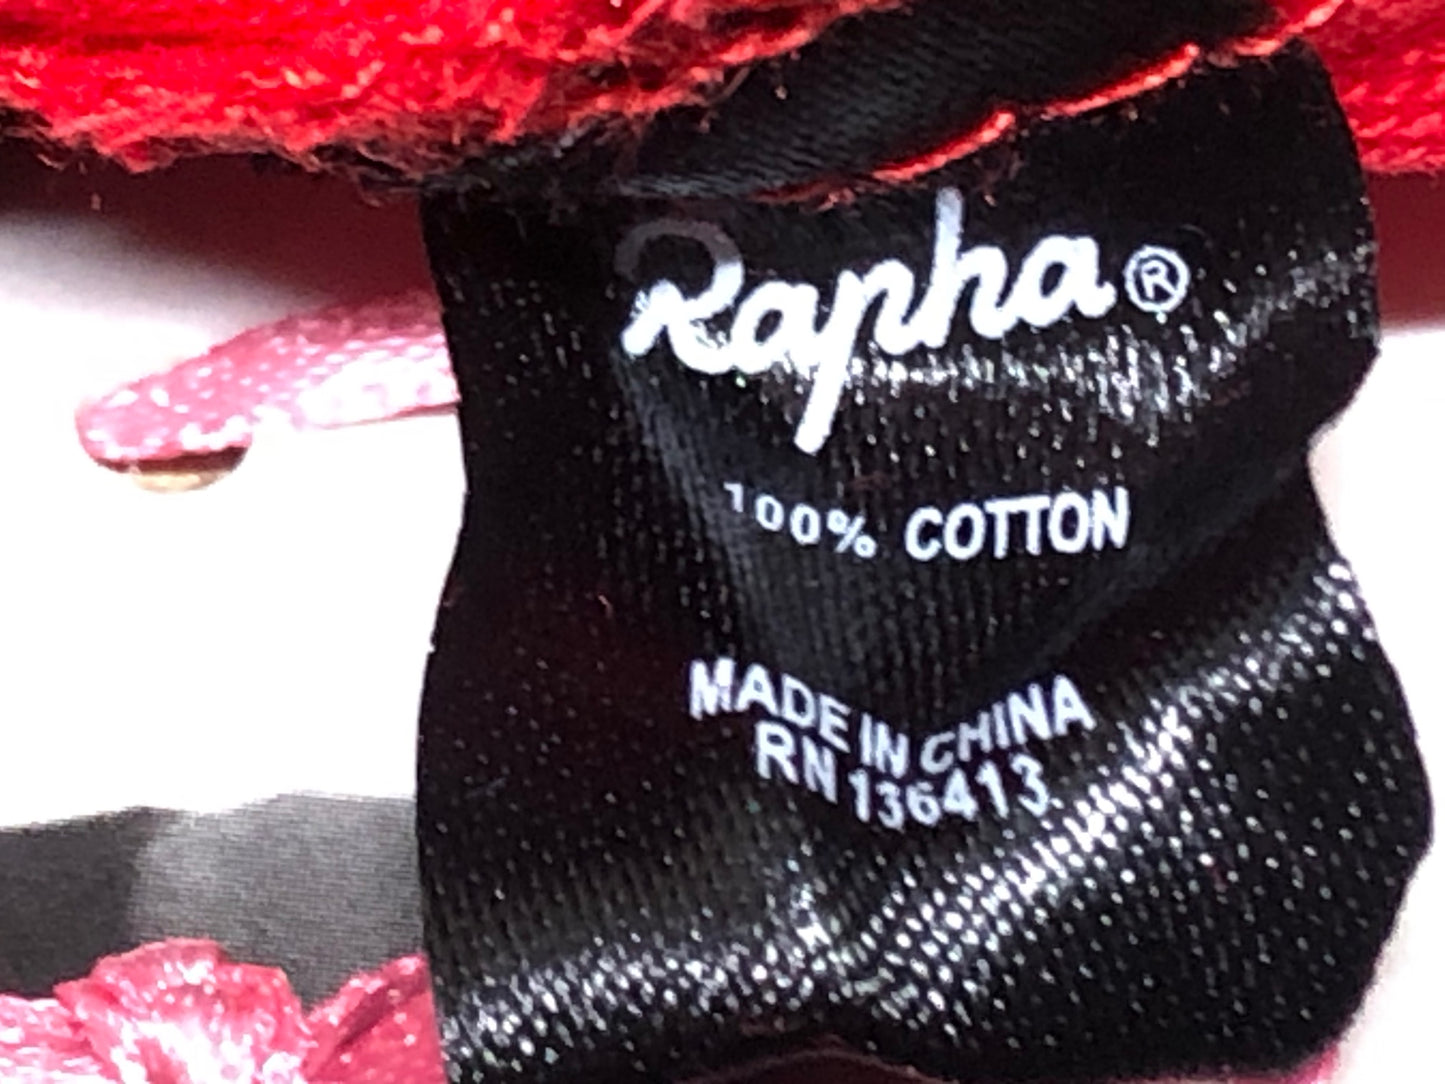 Rapha®
100% COTTON
MADE IN CHINA
RN 136413